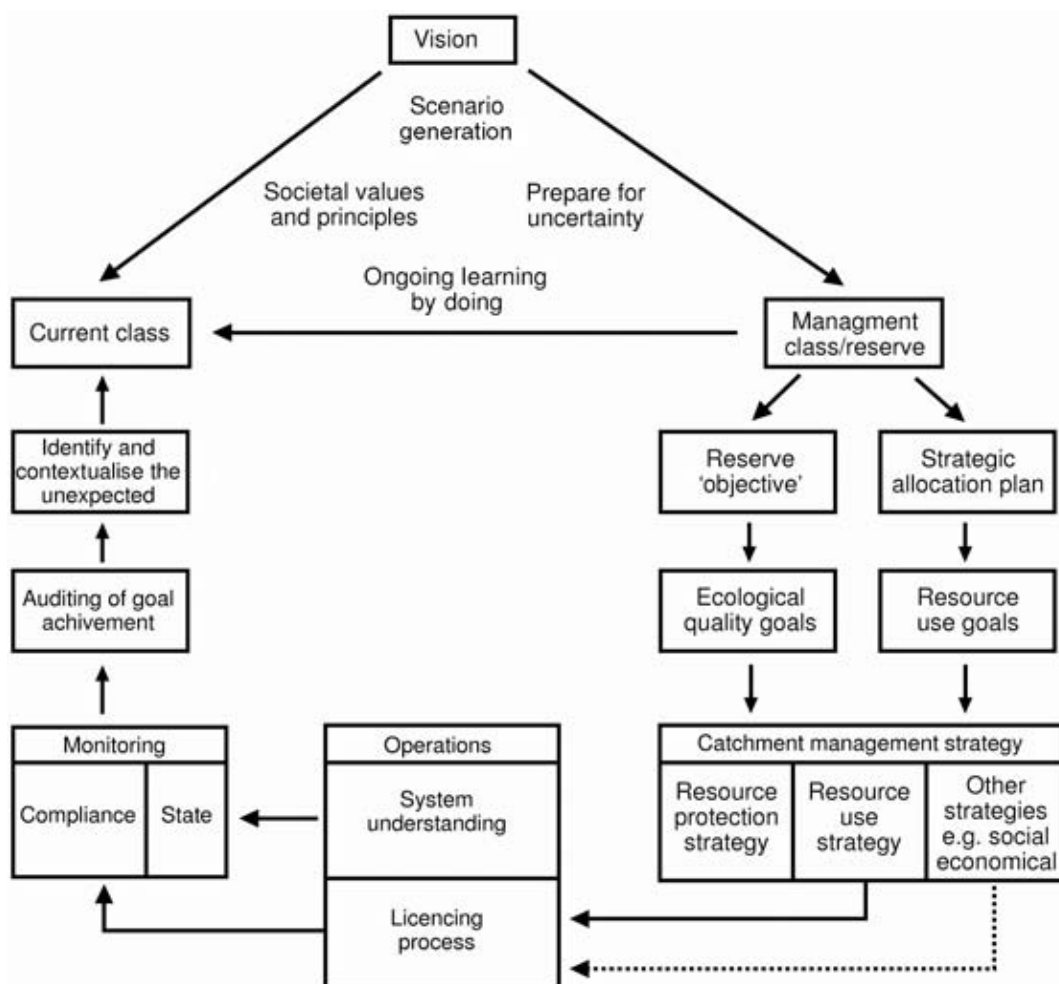 Vision
Scenario
generation
Societal values
and principles
Prepare for
uncertainty
Ongoing learning
by doing
Current class
Managment
class/reserve
Identify and
contextualise the
unexpected
Reserve
‘objective’
Strategic
allocation plan
Auditing of goal
achivement
Ecological
quality goals
Resource
use goals
Monitoring
Compliance
State
Operations
System
understanding
Licencing
process
Catchment management strategy
Resource
protection
strategy
Resource
use
strategy
Other
strategies
e.g. social
economical